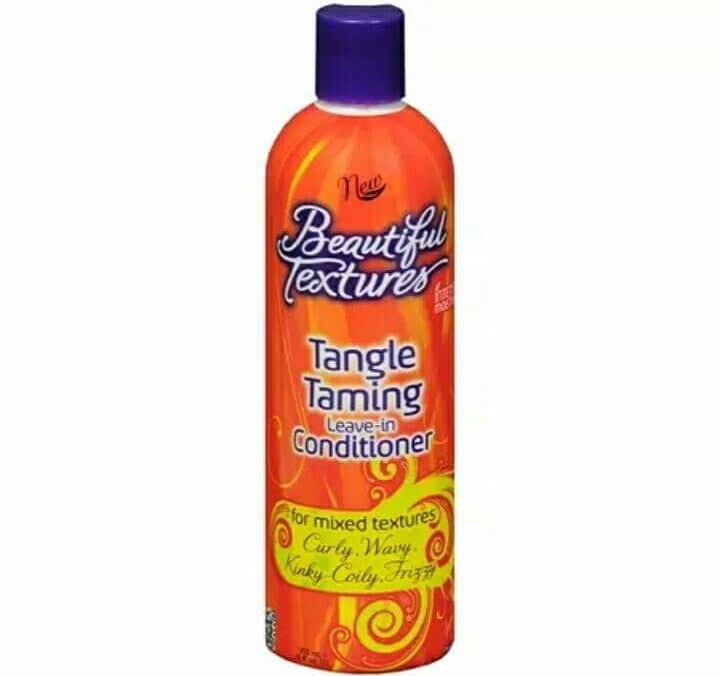 New
Beautiful
Textures
Tangle
Taming
Leave-in
Conditioner
for mixed textures
Curly, Wavy,
Kinky-Coily, Frizzy